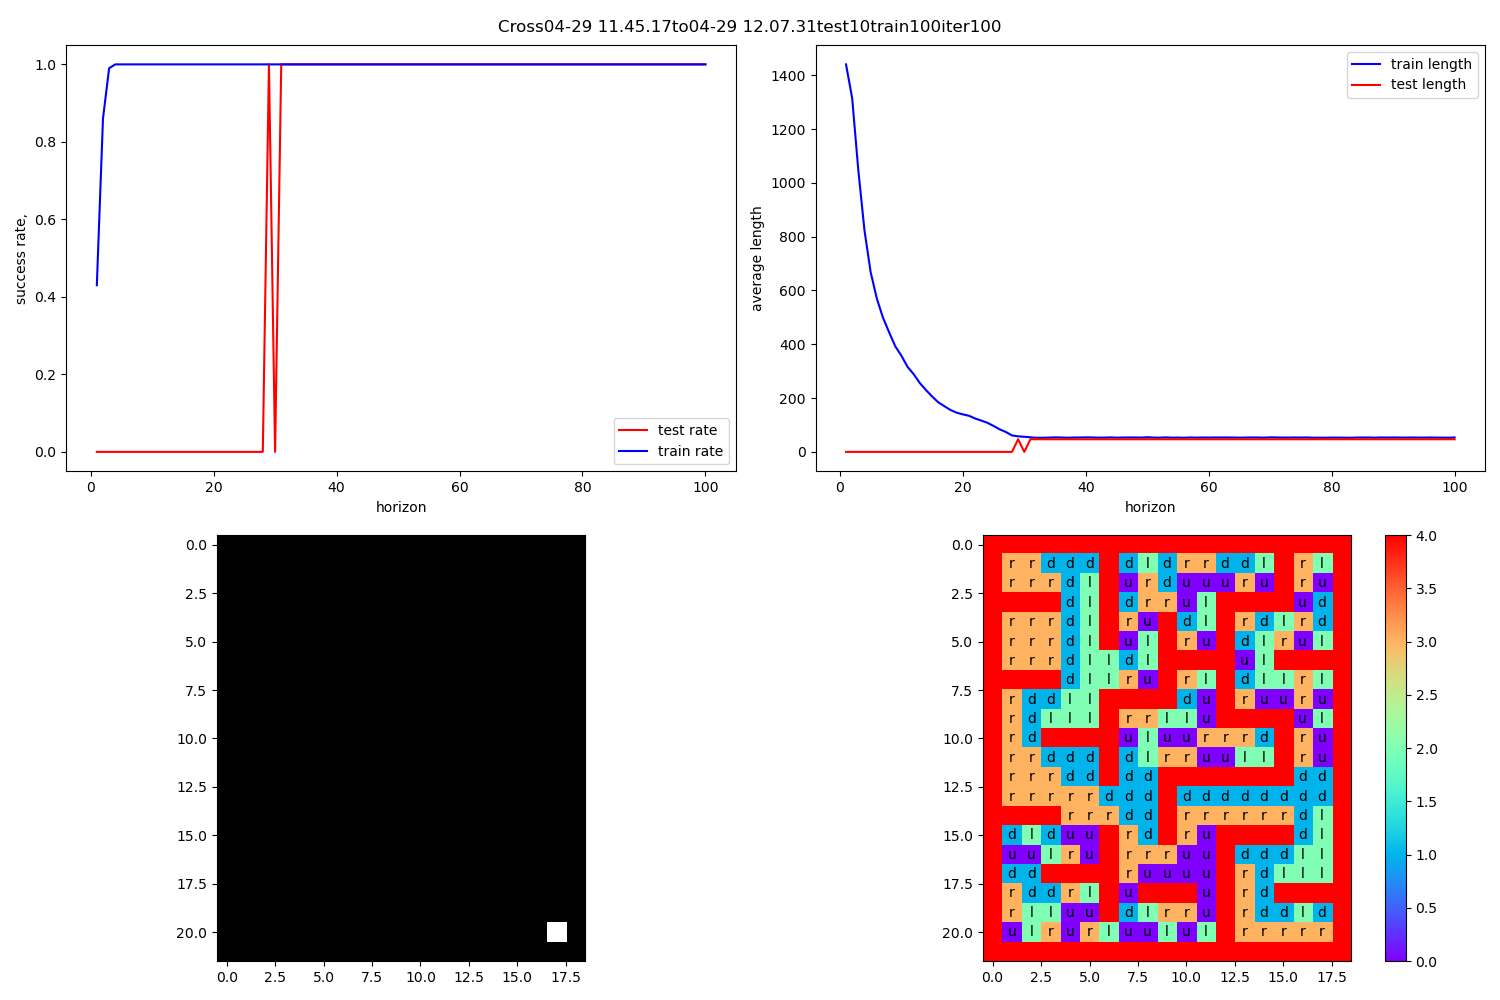 Cross04-29 11.45.17to04-29 12.07.31test10train100iter100
success rate,
1.0
0.8
0.6
0.4
0.2
0.0
0 20 40 60 80 100
horizon
test rate
train rate
average length
1400
1200
1000
800
600
400
200
0
0 20 40 60 80 100
horizon
train length
test length
0.0
2.5
5.0
7.5
10.0
12.5
15.0
17.5
20.0
0.0 2.5 5.0 7.5 10.0 12.5 15.0 17.5
0.0
2.5
5.0
7.5
10.0
12.5
15.0
17.5
20.0
r r d d d d l d r r d d l r l
r r r d l u r d u u u r u r u
d l d r r u l u d
r r r d l r u d l r d l r d
r r r d l u l r u d l r u l
r r r d l l d l u l
d l l r u r l d l l r l
r d d l l d u r u u r u
r d l l l r r l l u u l
r d u l u u r r r d r u
r r d d d d l r r u u l l r u
r r r d d d d d d
r r r r r d d d d d d d d d d d
r r r d d r r r r r r d l
d l d u u r d r u d l
u u l r u r r r u u d d d l l
d d r u u u u r d l l l
r d d r l u u r d
r l l u u d l r r u r d d l d
u l r u r l u u l u l r r r r r
0.0 2.5 5.0 7.5 10.0 12.5 15.0 17.5
4.0
3.5
3.0
2.5
2.0
1.5
1.0
0.5
0.0